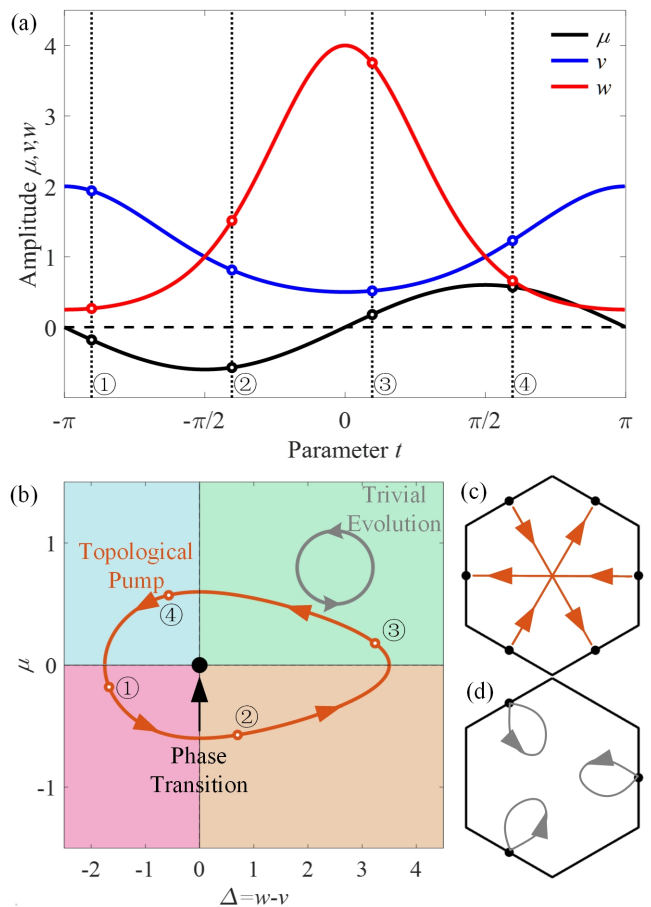 (a)
4
3
2
1
0
Amplitude μ,ν,w
μ
ν
w
① ② ③ ④
-π -π/2 0 π/2 π
Parameter t
(b)
1
0
-1
μ
Trivial
Evolution
Topological
Pump
④
③
①
②
Phase
Transition
-2 -1 0 1 2 3 4
Δ=w-v
(c)
(d)